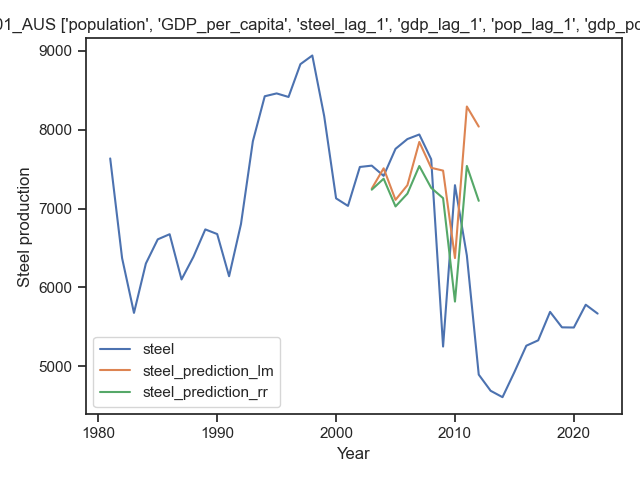 01_AUS ['population', 'GDP_per_capita', 'steel_lag_1', 'gdp_lag_1', 'pop_lag_1', 'gdp_po
9000
8000
7000
6000
5000
Steel production
steel
steel_prediction_lm
steel_prediction_rr
1980
1990
2000
2010
2020
Year